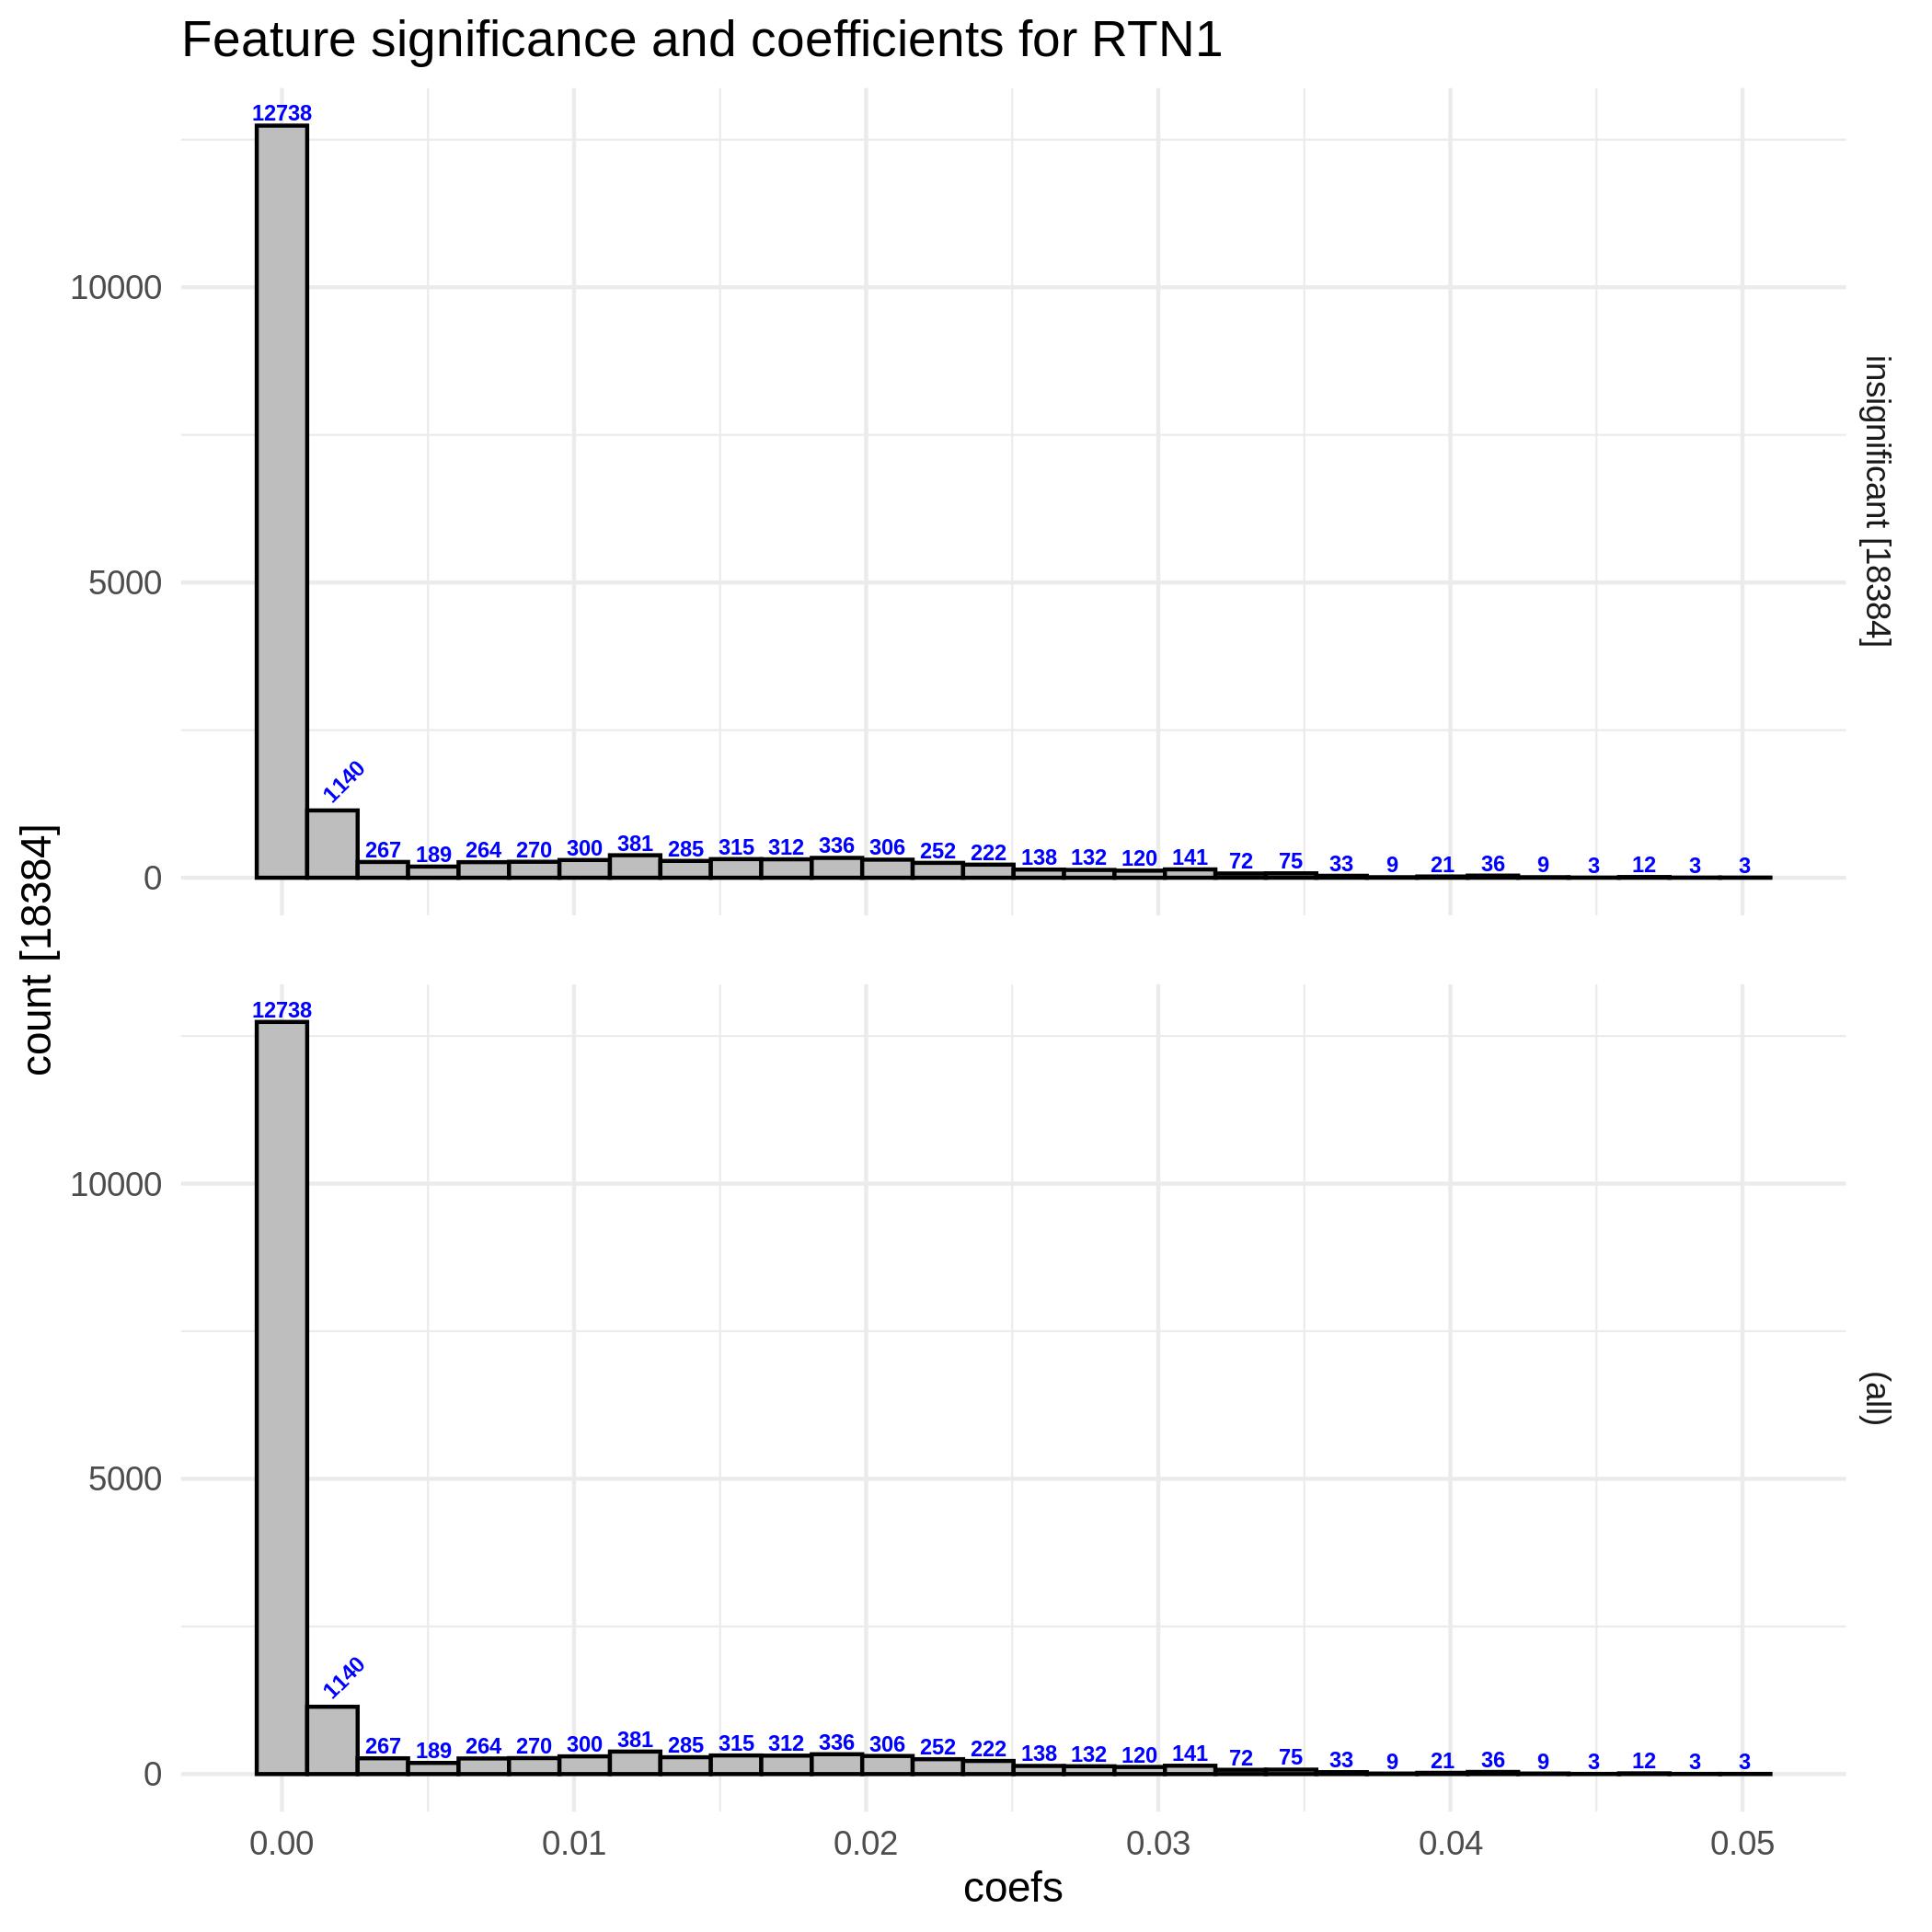 Feature significance and coefficients for RTN1
count [18384]
12738
10000
5000
0
1140
267 189 264 270 300 381 285 315 312 336 306 252 222 138 132 120 141 72 75 33 9 21 36 9 3 12 3 3
insignificant [18384]
12738
10000
5000
0
1140
267 189 264 270 300 381 285 315 312 336 306 252 222 138 132 120 141 72 75 33 9 21 36 9 3 12 3 3
(all)
0.00 0.01 0.02 0.03 0.04 0.05
coefs